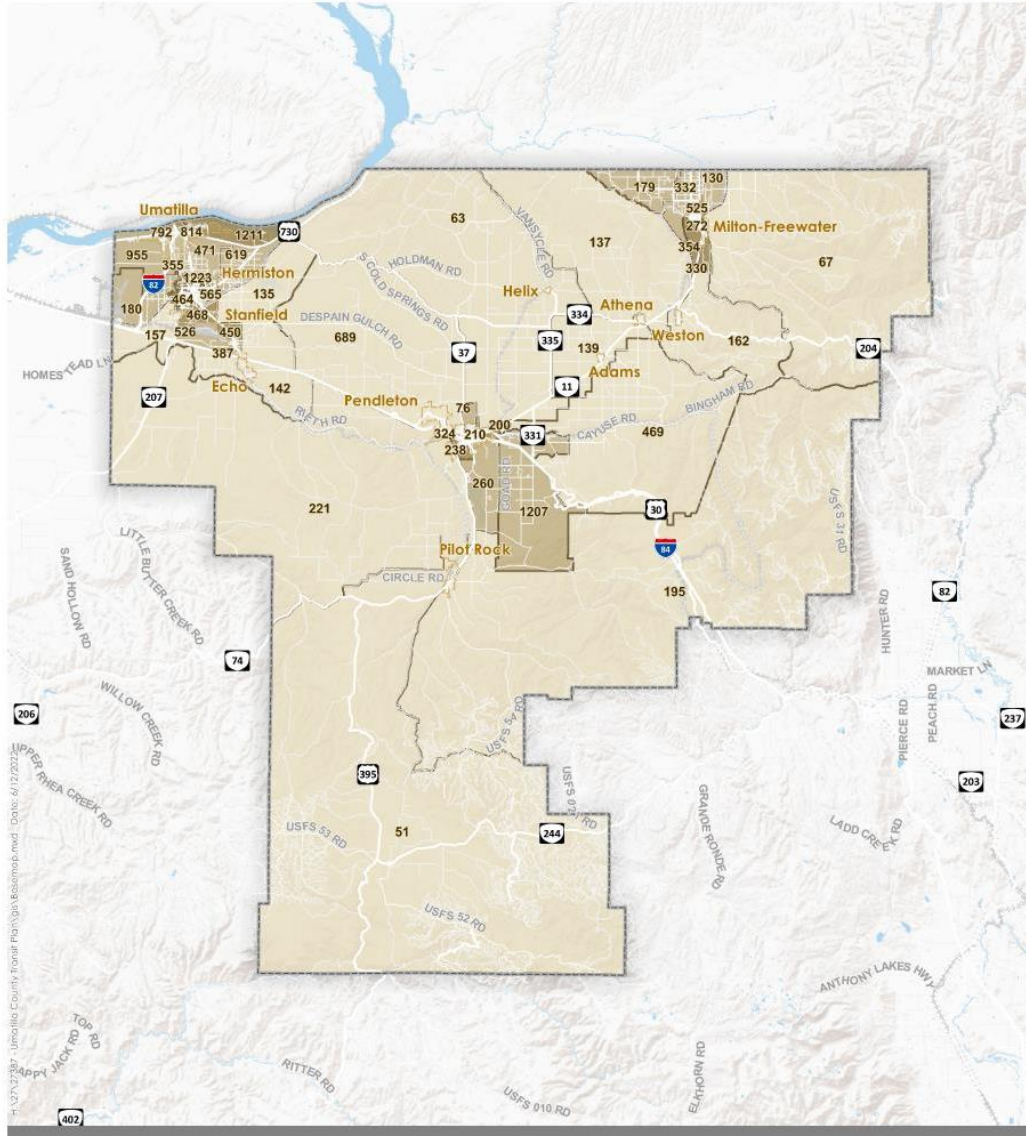 179 332 130
525
Umatilla
792 814 1211 730
63
VANSYCLE RD
272 Milton-Freewater
955 471 619
137
354
355
330
67
HOLDMAN RD
S COLD SPRINGS RD
82 1223 Hermiston
464 565 135
180
Helix
Athena
468 Stanfield
DESPAIN GULCH RD
334
157 526 450
689
335
Weston
162
387
37
139
204
HOMESTEAD LN
Adams
Echo 142
11
207
Pendleton
76
BINGHAM RD
RIETH RD
324 210 200 331
CAYUSE RD
469
238
GOAD RD
260
221
1207
30
USFS 31 RD
Pilot Rock
84
CIRCLE RD
195
SAND HOLLOW RD
LITTLE BUTTER CREEK RD
82
HUNTER RD
74
MARKET LN
WILLOW CREEK RD
206
USFS 54 RD
PIERCE RD
PEACH RD
237
UPPER RHEA CREEK RD
395
203
51
USFS 53 RD
244
GRANDE RONDE RD
LADD CREEK RD
USFS 52 RD
ANTHONY LAKES HWY
TOP RD
APPY JACK RD
RITTER RD
ELKHORN RD
USFS 010 RD
402